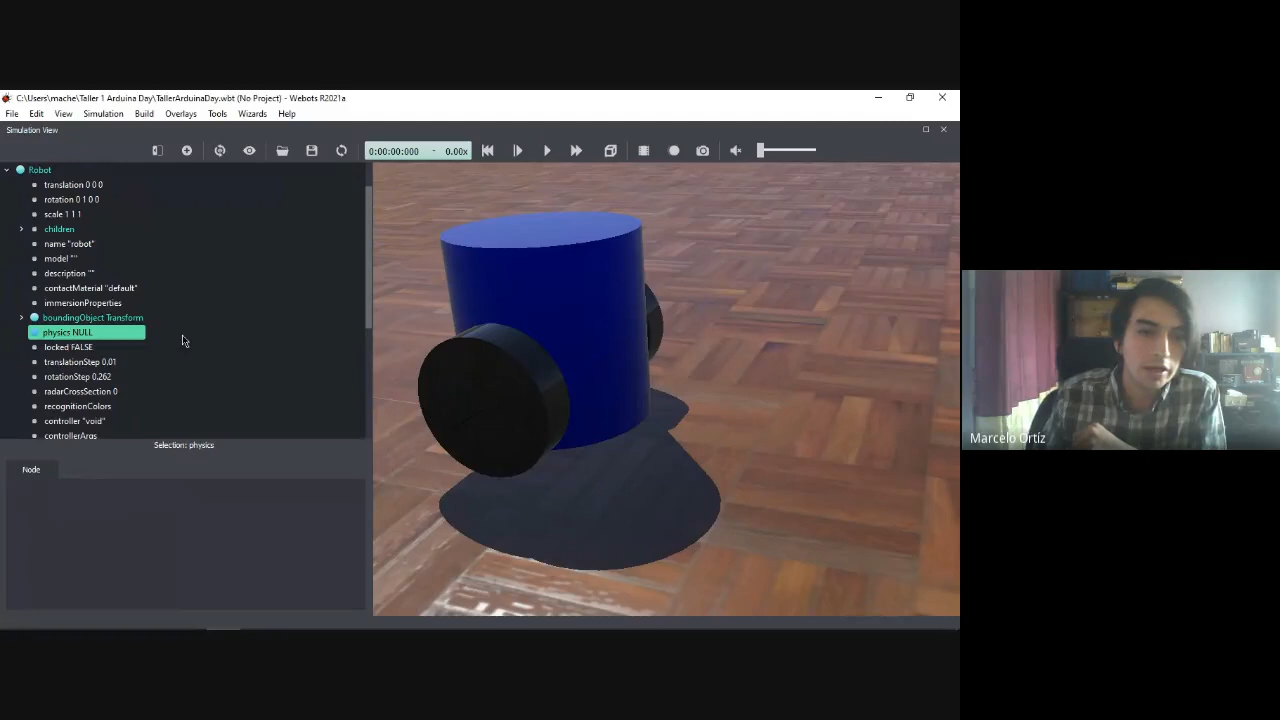 C:\Users\mache\Taller 1 Arduina Day\TallerArduinaDay.wbt (No Project) - Webots R2021a
File Edit View Simulation Build Overlays Tools Wizards Help
Simulation View
0:00:00:000 - 0.00x
Robot
translation 0 0 0
rotation 0 1 0 0
scale 1 1 1
children
name "robot"
model ""
description ""
contactMaterial "default"
immersionProperties
boundingObject Transform
physics NULL
locked FALSE
translationStep 0.01
rotationStep 0.262
radarCrossSection 0
recognitionColors
controller "void"
controllerArgs
Selection: physics
Node
Marcelo Ortíz